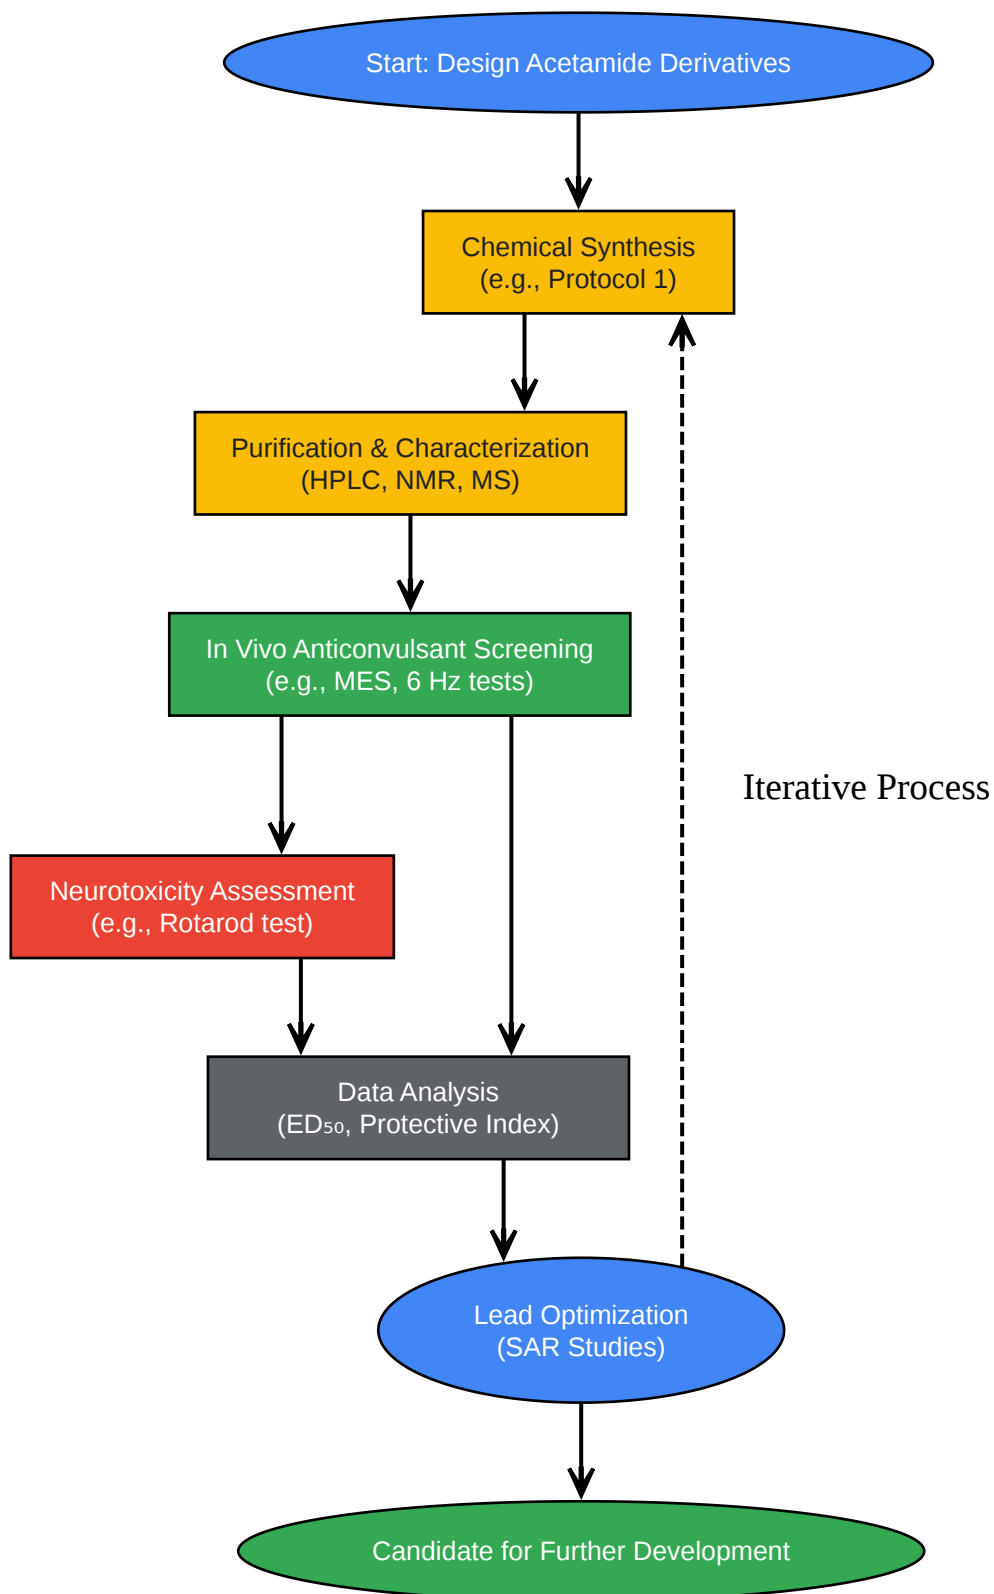 Start: Design Acetamide Derivatives
Chemical Synthesis
(e.g., Protocol 1)
Purification & Characterization
(HPLC, NMR, MS)
In Vivo Anticonvulsant Screening
(e.g., MES, 6 Hz tests)
Iterative Process
Neurotoxicity Assessment
(e.g., Rotarod test)
Data Analysis
(ED₅₀, Protective Index)
Lead Optimization
(SAR Studies)
Candidate for Further Development